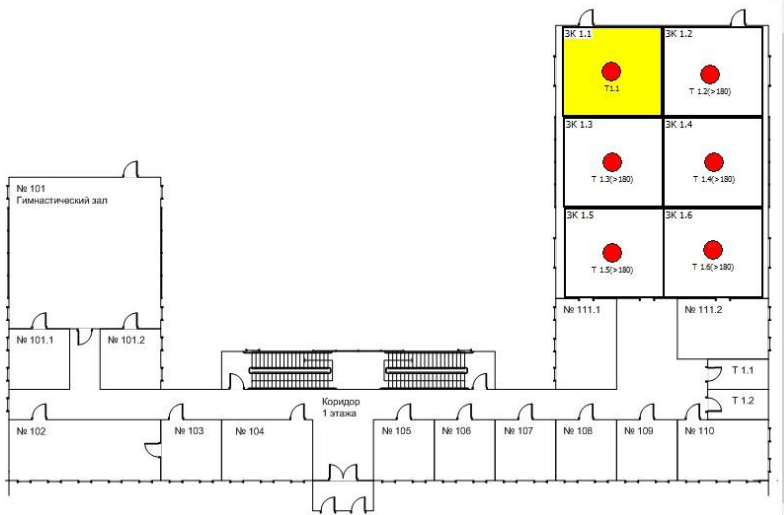 ЗК 1.1
ЗК 1.2
Т1.1
Т 1.2(>180)
ЗК 1.3
ЗК 1.4
Т 1.3(>180)
Т 1.4(>180)
ЗК 1.5
ЗК 1.6
Т 1.5(>180)
Т 1.6(>180)
№ 101
Гимнастический зал
№ 111.1
№ 111.2
№ 101.1
№ 101.2
Т 1.1
Коридор
1 этажа
Т 1.2
№ 102
№ 103
№ 104
№ 105
№ 106
№ 107
№ 108
№ 109
№ 110